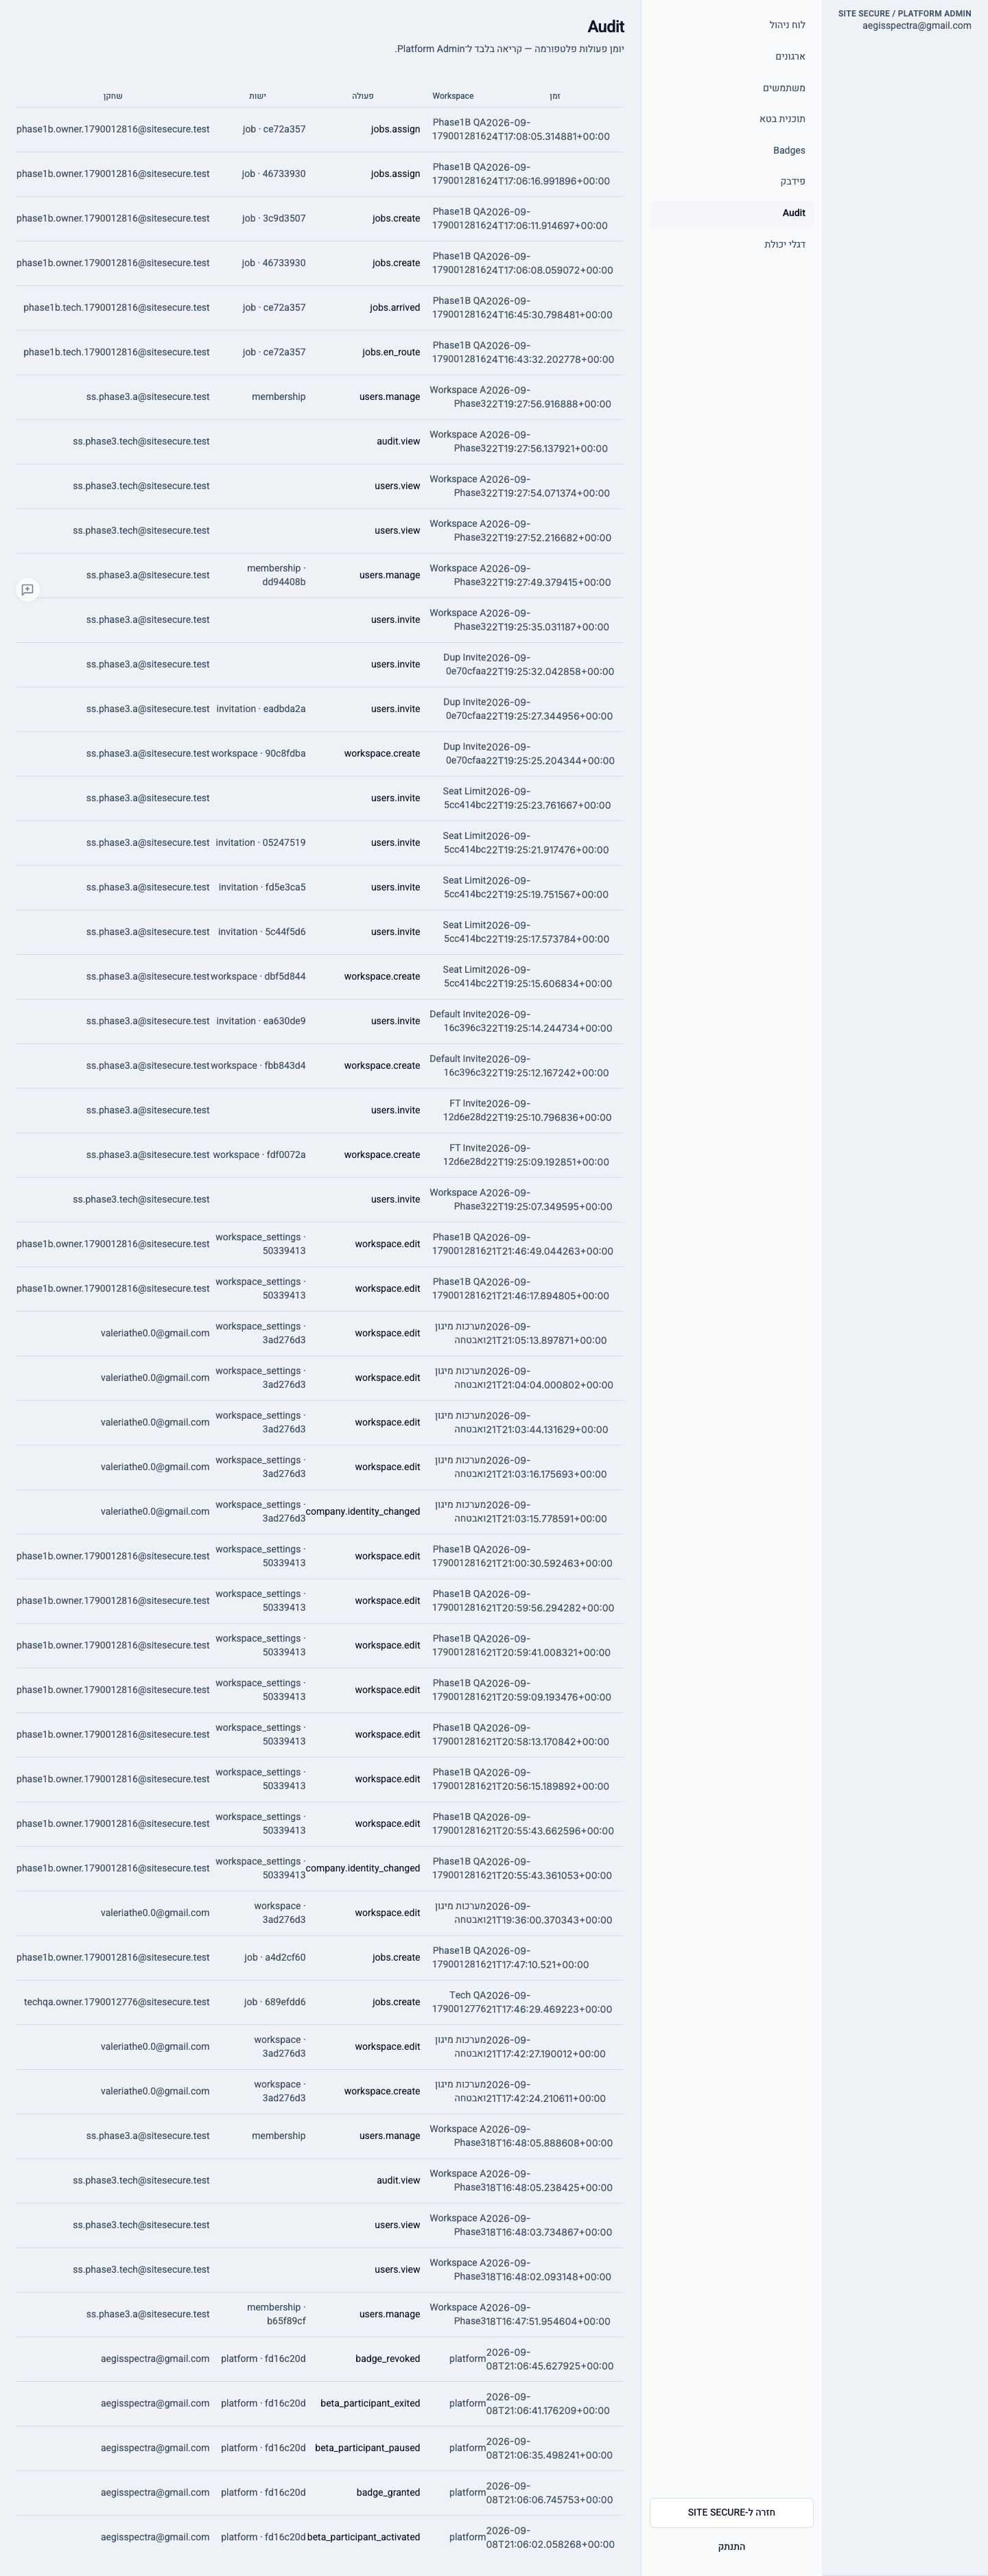 SITE SECURE / PLATFORM ADMIN
aegisspectra@gmail.com
לוח ניהול
ארגונים
משתמשים
תוכנית בטא
Badges
פידבק
Audit
דגלי יכולת
חזרה ל-SITE SECURE
התנתק
Audit
יומן פעולות פלטפורמה — קריאה בלבד ל־Platform Admin.
זמן Workspace פעולה ישות שחקן
2026-09-24T17:08:05.314881+00:00 Phase1B QA 1790012816 jobs.assign job · ce72a357 phase1b.owner.1790012816@sitesecure.test
2026-09-24T17:06:16.991896+00:00 Phase1B QA 1790012816 jobs.assign job · 46733930 phase1b.owner.1790012816@sitesecure.test
2026-09-24T17:06:11.914697+00:00 Phase1B QA 1790012816 jobs.create job · 3c9d3507 phase1b.owner.1790012816@sitesecure.test
2026-09-24T17:06:08.059072+00:00 Phase1B QA 1790012816 jobs.create job · 46733930 phase1b.owner.1790012816@sitesecure.test
2026-09-24T16:45:30.798481+00:00 Phase1B QA 1790012816 jobs.arrived job · ce72a357 phase1b.tech.1790012816@sitesecure.test
2026-09-24T16:43:32.202778+00:00 Phase1B QA 1790012816 jobs.en_route job · ce72a357 phase1b.tech.1790012816@sitesecure.test
2026-09-22T19:27:56.916888+00:00 Workspace A Phase3 users.manage membership ss.phase3.a@sitesecure.test
2026-09-22T19:27:56.137921+00:00 Workspace A Phase3 audit.view ss.phase3.tech@sitesecure.test
2026-09-22T19:27:54.071374+00:00 Workspace A Phase3 users.view ss.phase3.tech@sitesecure.test
2026-09-22T19:27:52.216682+00:00 Workspace A Phase3 users.view ss.phase3.tech@sitesecure.test
2026-09-22T19:27:49.379415+00:00 Workspace A Phase3 users.manage membership · dd94408b ss.phase3.a@sitesecure.test
2026-09-22T19:25:35.031187+00:00 Workspace A Phase3 users.invite ss.phase3.a@sitesecure.test
2026-09-22T19:25:32.042858+00:00 Dup Invite 0e70cfaa users.invite ss.phase3.a@sitesecure.test
2026-09-22T19:25:27.344956+00:00 Dup Invite 0e70cfaa users.invite invitation · eadbda2a ss.phase3.a@sitesecure.test
2026-09-22T19:25:25.204344+00:00 Dup Invite 0e70cfaa workspace.create workspace · 90c8fdba ss.phase3.a@sitesecure.test
2026-09-22T19:25:23.761667+00:00 Seat Limit 5cc414bc users.invite ss.phase3.a@sitesecure.test
2026-09-22T19:25:21.917476+00:00 Seat Limit 5cc414bc users.invite invitation · 05247519 ss.phase3.a@sitesecure.test
2026-09-22T19:25:19.751567+00:00 Seat Limit 5cc414bc users.invite invitation · fd5e3ca5 ss.phase3.a@sitesecure.test
2026-09-22T19:25:17.573784+00:00 Seat Limit 5cc414bc users.invite invitation · 5c44f5d6 ss.phase3.a@sitesecure.test
2026-09-22T19:25:15.606834+00:00 Seat Limit 5cc414bc workspace.create workspace · dbf5d844 ss.phase3.a@sitesecure.test
2026-09-22T19:25:14.244734+00:00 Default Invite 16c396c3 users.invite invitation · ea630de9 ss.phase3.a@sitesecure.test
2026-09-22T19:25:12.167242+00:00 Default Invite 16c396c3 workspace.create workspace · fbb843d4 ss.phase3.a@sitesecure.test
2026-09-22T19:25:10.796836+00:00 FT Invite 12d6e28d users.invite ss.phase3.a@sitesecure.test
2026-09-22T19:25:09.192851+00:00 FT Invite 12d6e28d workspace.create workspace · fdf0072a ss.phase3.a@sitesecure.test
2026-09-22T19:25:07.349595+00:00 Workspace A Phase3 users.invite ss.phase3.tech@sitesecure.test
2026-09-21T21:46:49.044263+00:00 Phase1B QA 1790012816 workspace.edit workspace_settings · 50339413 phase1b.owner.1790012816@sitesecure.test
2026-09-21T21:46:17.894805+00:00 Phase1B QA 1790012816 workspace.edit workspace_settings · 50339413 phase1b.owner.1790012816@sitesecure.test
2026-09-21T21:05:13.897871+00:00 מערכות מיגון ואבטחה workspace.edit workspace_settings · 3ad276d3 valeriathe0.0@gmail.com
2026-09-21T21:04:04.000802+00:00 מערכות מיגון ואבטחה workspace.edit workspace_settings · 3ad276d3 valeriathe0.0@gmail.com
2026-09-21T21:03:44.131629+00:00 מערכות מיגון ואבטחה workspace.edit workspace_settings · 3ad276d3 valeriathe0.0@gmail.com
2026-09-21T21:03:16.175693+00:00 מערכות מיגון ואבטחה workspace.edit workspace_settings · 3ad276d3 valeriathe0.0@gmail.com
2026-09-21T21:03:15.778591+00:00 מערכות מיגון ואבטחה company.identity_changed workspace_settings · 3ad276d3 valeriathe0.0@gmail.com
2026-09-21T21:00:30.592463+00:00 Phase1B QA 1790012816 workspace.edit workspace_settings · 50339413 phase1b.owner.1790012816@sitesecure.test
2026-09-21T20:59:56.294282+00:00 Phase1B QA 1790012816 workspace.edit workspace_settings · 50339413 phase1b.owner.1790012816@sitesecure.test
2026-09-21T20:59:41.008321+00:00 Phase1B QA 1790012816 workspace.edit workspace_settings · 50339413 phase1b.owner.1790012816@sitesecure.test
2026-09-21T20:59:09.193476+00:00 Phase1B QA 1790012816 workspace.edit workspace_settings · 50339413 phase1b.owner.1790012816@sitesecure.test
2026-09-21T20:58:13.170842+00:00 Phase1B QA 1790012816 workspace.edit workspace_settings · 50339413 phase1b.owner.1790012816@sitesecure.test
2026-09-21T20:56:15.189892+00:00 Phase1B QA 1790012816 workspace.edit workspace_settings · 50339413 phase1b.owner.1790012816@sitesecure.test
2026-09-21T20:55:43.662596+00:00 Phase1B QA 1790012816 workspace.edit workspace_settings · 50339413 phase1b.owner.1790012816@sitesecure.test
2026-09-21T20:55:43.361053+00:00 Phase1B QA 1790012816 company.identity_changed workspace_settings · 50339413 phase1b.owner.1790012816@sitesecure.test
2026-09-21T19:36:00.370343+00:00 מערכות מיגון ואבטחה workspace.edit workspace · 3ad276d3 valeriathe0.0@gmail.com
2026-09-21T17:47:10.521+00:00 Phase1B QA 1790012816 jobs.create job · a4d2cf60 phase1b.owner.1790012816@sitesecure.test
2026-09-21T17:46:29.469223+00:00 Tech QA 1790012776 jobs.create job · 689efdd6 techqa.owner.1790012776@sitesecure.test
2026-09-21T17:42:27.190012+00:00 מערכות מיגון ואבטחה workspace.edit workspace · 3ad276d3 valeriathe0.0@gmail.com
2026-09-21T17:42:24.210611+00:00 מערכות מיגון ואבטחה workspace.create workspace · 3ad276d3 valeriathe0.0@gmail.com
2026-09-18T16:48:05.888608+00:00 Workspace A Phase3 users.manage membership ss.phase3.a@sitesecure.test
2026-09-18T16:48:05.238425+00:00 Workspace A Phase3 audit.view ss.phase3.tech@sitesecure.test
2026-09-18T16:48:03.734867+00:00 Workspace A Phase3 users.view ss.phase3.tech@sitesecure.test
2026-09-18T16:48:02.093148+00:00 Workspace A Phase3 users.view ss.phase3.tech@sitesecure.test
2026-09-18T16:47:51.954604+00:00 Workspace A Phase3 users.manage membership · b65f89cf ss.phase3.a@sitesecure.test
2026-09-08T21:06:45.627925+00:00 platform badge_revoked platform · fd16c20d aegisspectra@gmail.com
2026-09-08T21:06:41.176209+00:00 platform beta_participant_exited platform · fd16c20d aegisspectra@gmail.com
2026-09-08T21:06:35.498241+00:00 platform beta_participant_paused platform · fd16c20d aegisspectra@gmail.com
2026-09-08T21:06:06.745753+00:00 platform badge_granted platform · fd16c20d aegisspectra@gmail.com
2026-09-08T21:06:02.058268+00:00 platform beta_participant_activated platform · fd16c20d aegisspectra@gmail.com